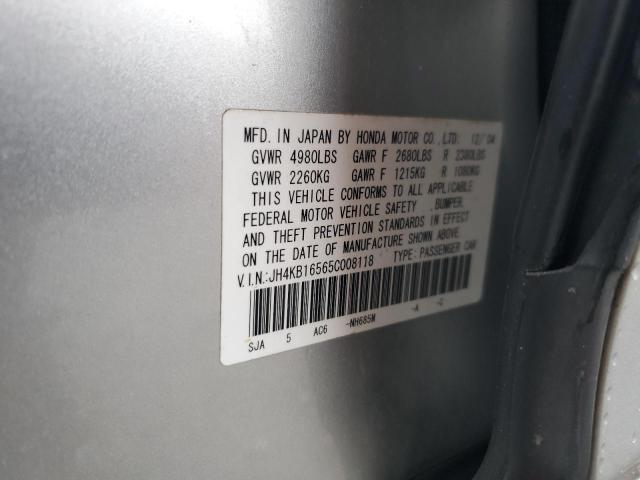 MFD. IN JAPAN BY HONDA MOTOR CO.,LTD: 12/'04
GVWR 4980LBS GAWR F 2680LBS R 2380LBS
GVWR 2260KG GAWR F 1215KG R 1080KG
THIS VEHICLE CONFORMS TO ALL APPLICABLE
FEDERAL MOTOR VEHICLE SAFETY ,BUMPER,
AND THEFT PREVENTION STANDARDS IN EFFECT
ON THE DATE OF MANUFACTURE SHOWN ABOVE.
V.I.N:JH4KB16565C008118 TYPE: PASSENGER CAR
SJA 5 AC6 -NH685M -A -C